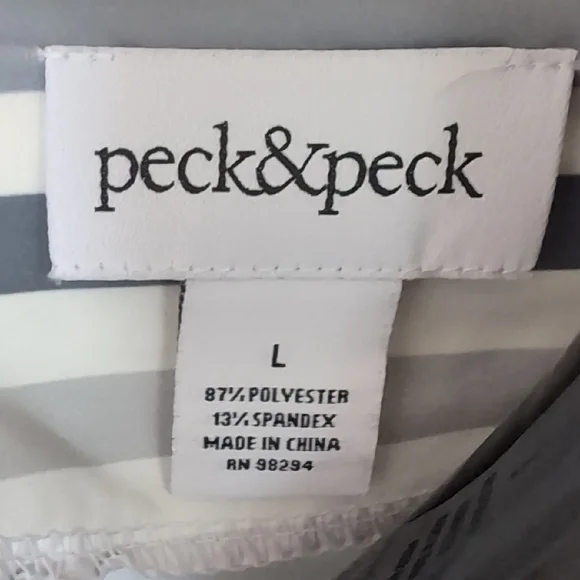 peck&peck
L
87% POLYESTER
13% SPANDEX
MADE IN CHINA
RN 98294